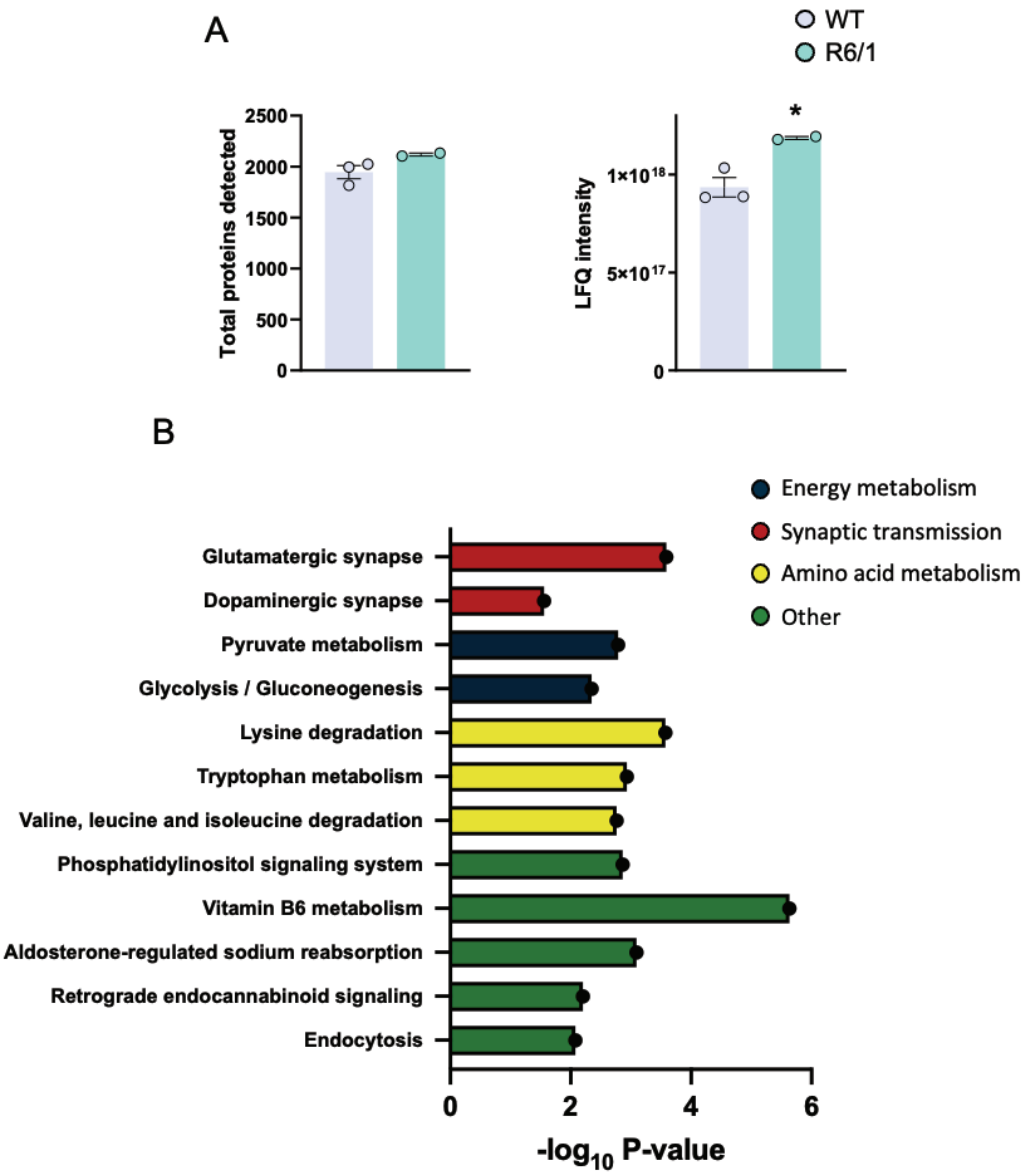 A
WT
R6/1
Total proteins detected
2500
2000
1500
1000
500
0
LFQ intensity
*
1×10¹⁸
5×10¹⁷
0
B
Energy metabolism
Synaptic transmission
Amino acid metabolism
Other
Glutamatergic synapse
Dopaminergic synapse
Pyruvate metabolism
Glycolysis / Gluconeogenesis
Lysine degradation
Tryptophan metabolism
Valine, leucine and isoleucine degradation
Phosphatidylinositol signaling system
Vitamin B6 metabolism
Aldosterone-regulated sodium reabsorption
Retrograde endocannabinoid signaling
Endocytosis
0 2 4 6
-log₁₀ P-value